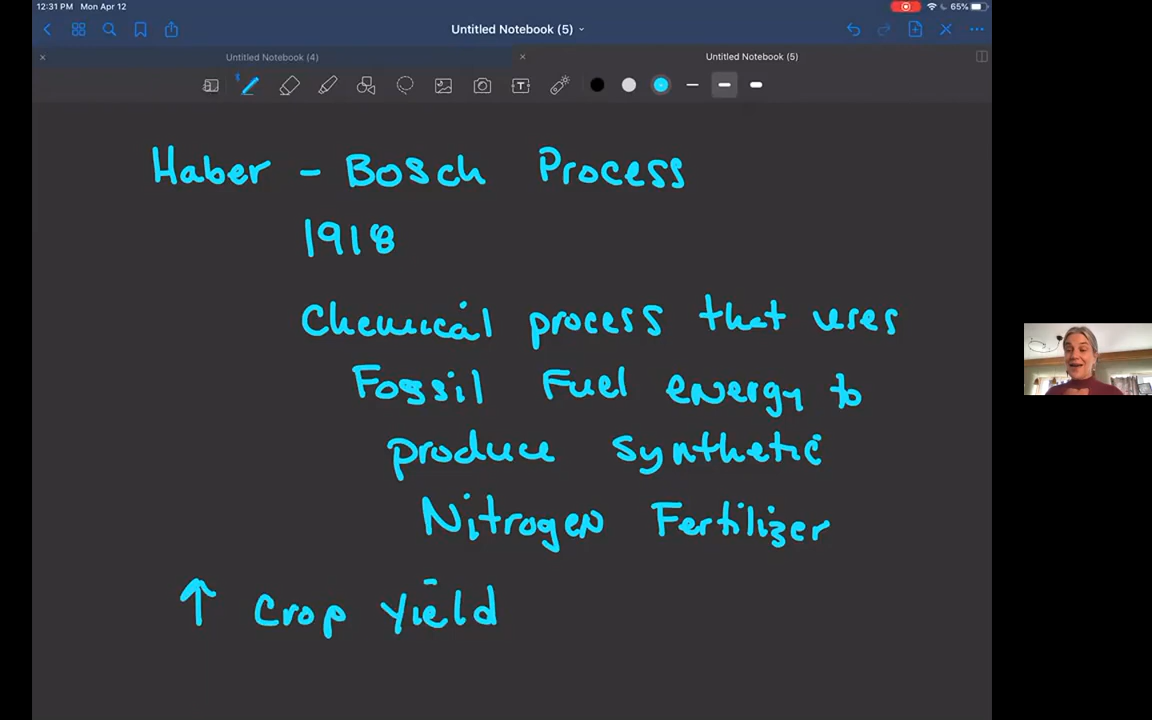 12:31 PM Mon Apr 12
65%
Untitled Notebook (5)
Untitled Notebook (4)
Untitled Notebook (5)
Haber - Bosch Process
1918
Chemical process that uses
Fossil Fuel energy to
produce synthetic
Nitrogen Fertilizer
↑ Crop Yield